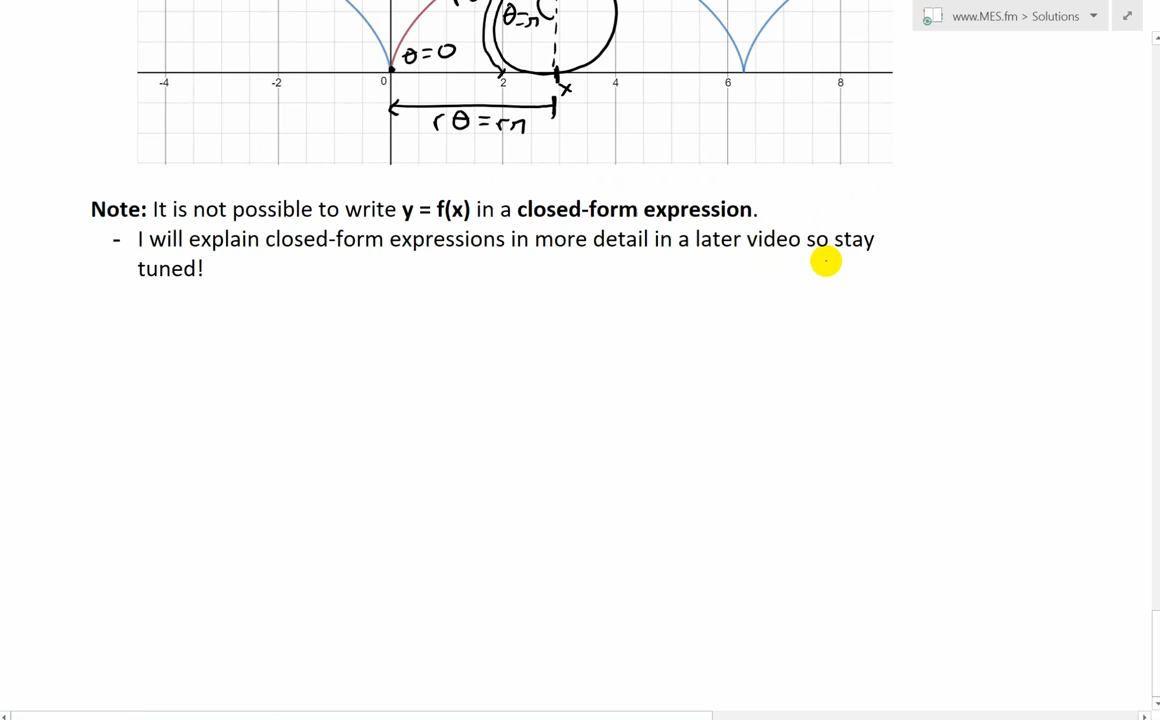 www.MES.fm > Solutions
θ=π
θ=0
-4 -2 0 2 4 6 8
x
rθ=rπ
Note: It is not possible to write y = f(x) in a closed-form expression.
- I will explain closed-form expressions in more detail in a later video so stay
tuned!